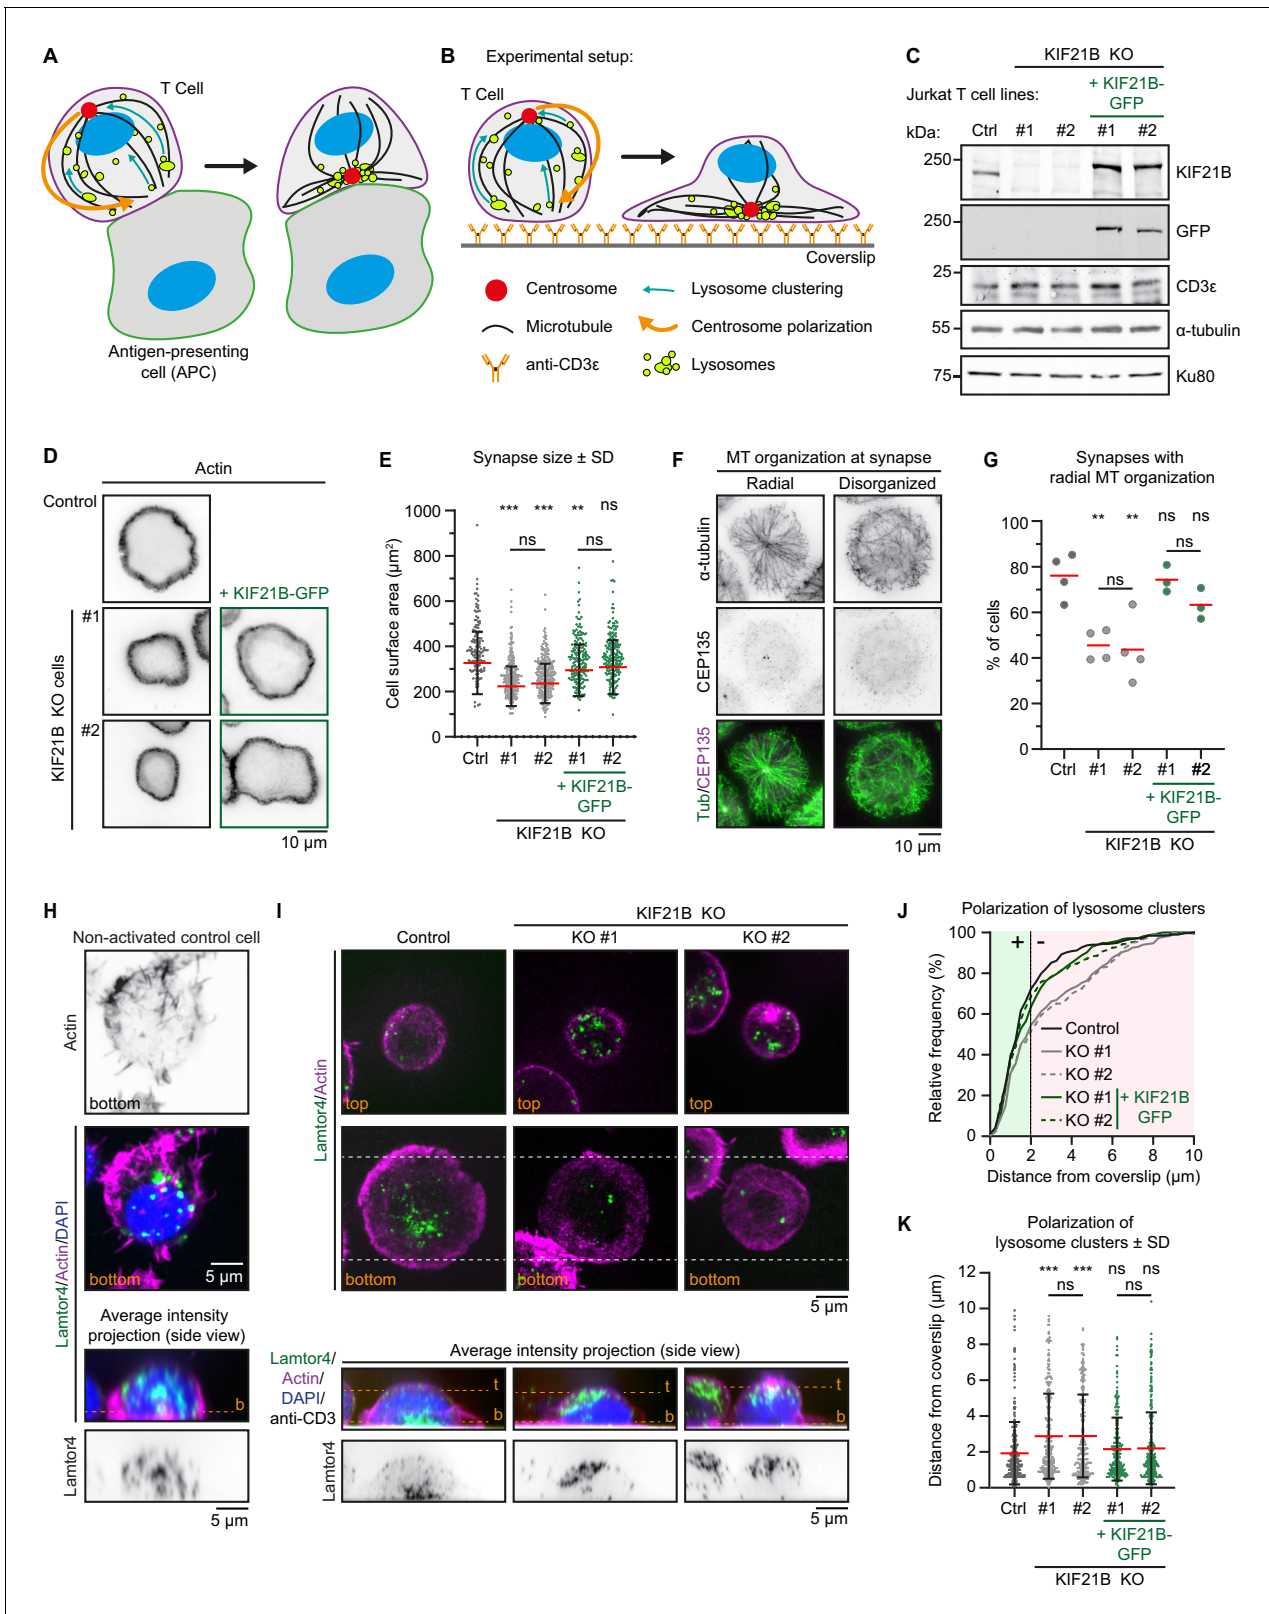 A
T Cell
Antigen-presenting
cell (APC)
B
Experimental setup:
T Cell
Coverslip
Centrosome
Lysosome clustering
Microtubule
Centrosome polarization
anti-CD3ε
Lysosomes
C
KIF21B KO
+ KIF21B-
GFP
Jurkat T cell lines:
kDa:
Ctrl
#1
#2
#1
#2
250
KIF21B
250
GFP
25
CD3ε
55
α-tubulin
75
Ku80
D
Actin
Control
+ KIF21B-GFP
#1
#2
KIF21B KO cells
10 µm
E
Synapse size ± SD
Cell surface area (µm²)
1000
800
600
400
200
0
***
***
**
ns
ns
ns
Ctrl
#1
#2
#1
#2
+ KIF21B-
GFP
KIF21B KO
F
MT organization at synapse
Radial
Disorganized
α-tubulin
CEP135
Tub/CEP135
10 µm
G
Synapses with
radial MT organization
% of cells
100
80
60
40
20
0
**
**
ns
ns
ns
ns
Ctrl
#1
#2
#1
#2
+ KIF21B-
GFP
KIF21B KO
H
Non-activated control cell
Actin
bottom
Lamtor4/Actin/DAPI
bottom
5 µm
Average intensity
projection (side view)
b
Lamtor4
5 µm
I
KIF21B KO
Control
KO #1
KO #2
Lamtor4/Actin
top
top
top
bottom
bottom
bottom
5 µm
Average intensity projection (side view)
Lamtor4/
Actin/
DAPI/
anti-CD3
t
b
t
b
t
b
Lamtor4
5 µm
J
Polarization of lysosome clusters
Relative frequency (%)
100
80
60
40
20
0
+
-
Control
KO #1
KO #2
KO #1
KO #2
+ KIF21B
GFP
0
2
4
6
8
10
Distance from coverslip (µm)
K
Polarization of
lysosome clusters ± SD
Distance from coverslip (µm)
12
10
8
6
4
2
0
***
***
ns
ns
ns
ns
Ctrl
#1
#2
#1
#2
+ KIF21B-
GFP
KIF21B KO